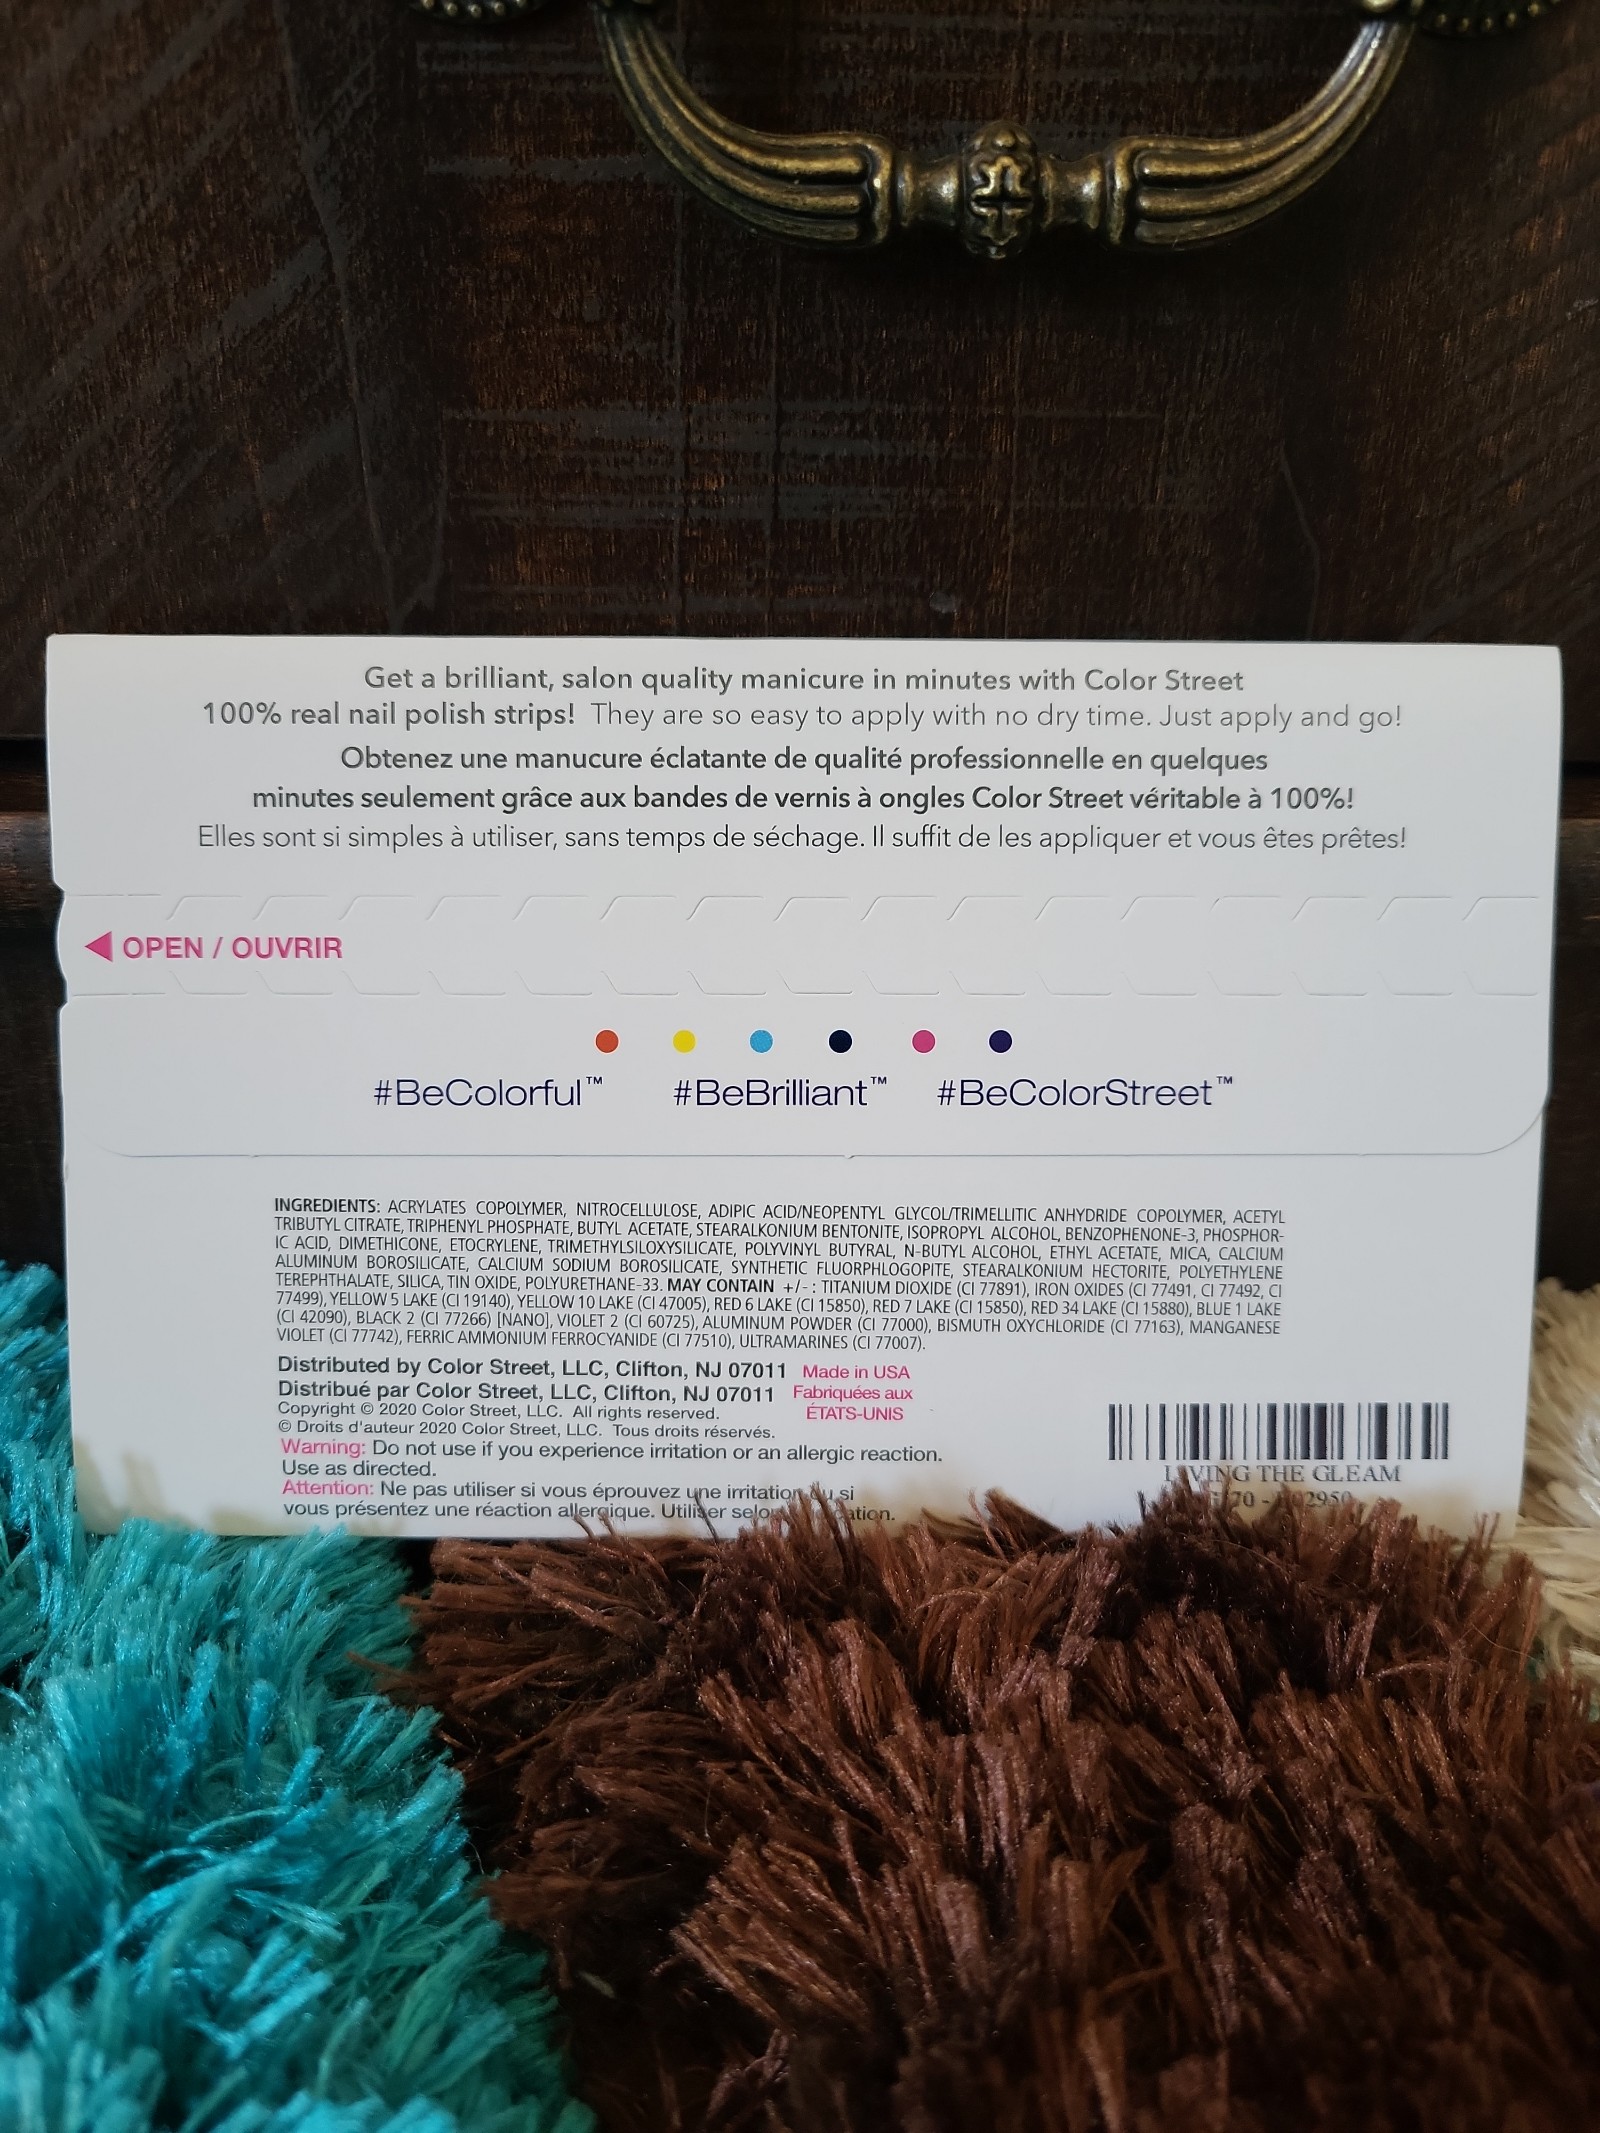 Get a brilliant, salon quality manicure in minutes with Color Street
100% real nail polish strips! They are so easy to apply with no dry time. Just apply and go!
Obtenez une manucure éclatante de qualité professionnelle en quelques
minutes seulement grâce aux bandes de vernis à ongles Color Street véritable à 100%!
Elles sont si simples à utiliser, sans temps de séchage. Il suffit de les appliquer et vous êtes prêtes!
OPEN / OUVRIR
#BeColorful™ #BeBrilliant™ #BeColorStreet™
INGREDIENTS: ACRYLATES COPOLYMER, NITROCELLULOSE, ADIPIC ACID/NEOPENTYL GLYCOL/TRIMELLITIC ANHYDRIDE COPOLYMER, ACETYL
TRIBUTYL CITRATE, TRIPHENYL PHOSPHATE, BUTYL ACETATE, STEARALKONIUM BENTONITE, ISOPROPYL ALCOHOL, BENZOPHENONE-3, PHOSPHOR-
IC ACID, DIMETHICONE, ETOCRYLENE, TRIMETHYLSILOXYSILICATE, POLYVINYL BUTYRAL, N-BUTYL ALCOHOL, ETHYL ACETATE, MICA, CALCIUM
ALUMINUM BOROSILICATE, CALCIUM SODIUM BOROSILICATE, SYNTHETIC FLUORPHLOGOPITE, STEARALKONIUM HECTORITE, POLYETHYLENE
TEREPHTHALATE, SILICA, TIN OXIDE, POLYURETHANE-33. MAY CONTAIN +/- : TITANIUM DIOXIDE (CI 77891), IRON OXIDES (CI 77491, CI 77492, CI
77499), YELLOW 5 LAKE (CI 19140), YELLOW 10 LAKE (CI 47005), RED 6 LAKE (CI 15850), RED 7 LAKE (CI 15850), RED 34 LAKE (CI 15880), BLUE 1 LAKE
(CI 42090), BLACK 2 (CI 77266) [NANO], VIOLET 2 (CI 60725), ALUMINUM POWDER (CI 77000), BISMUTH OXYCHLORIDE (CI 77163), MANGANESE
VIOLET (CI 77742), FERRIC AMMONIUM FERROCYANIDE (CI 77510), ULTRAMARINES (CI 77007).
Distributed by Color Street, LLC, Clifton, NJ 07011 Made in USA
Distribué par Color Street, LLC, Clifton, NJ 07011 Fabriquées aux
ÉTATS-UNIS
Copyright © 2020 Color Street, LLC. All rights reserved.
© Droits d'auteur 2020 Color Street, LLC. Tous droits réservés.
Warning: Do not use if you experience irritation or an allergic reaction.
Use as directed.
Attention: Ne pas utiliser si vous éprouvez une irritation ou si
vous présentez une réaction allergique. Utiliser
LIVING THE GLEAM